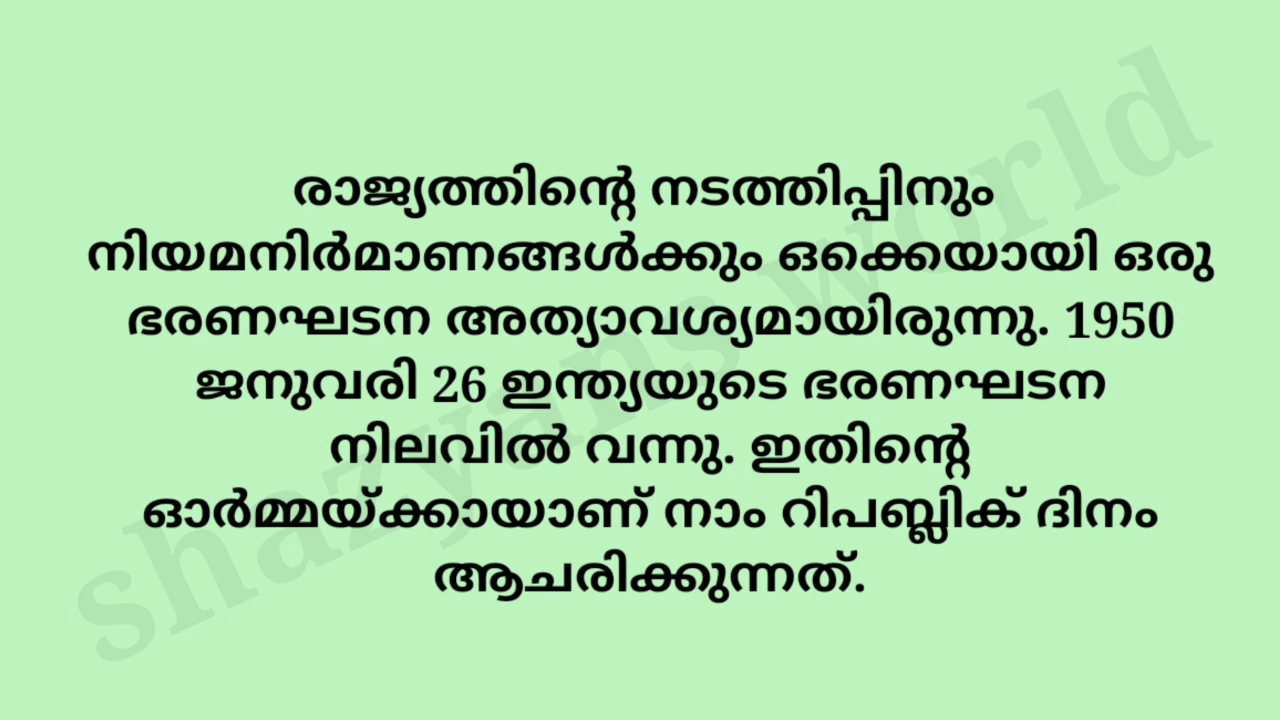 രാജ്യത്തിന്റെ നടത്തിപ്പിനും
നിയമനിർമാണങ്ങൾക്കും ഒക്കെയായി ഒരു
ഭരണഘടന അത്യാവശ്യമായിരുന്നു. 1950
ജനുവരി 26 ഇന്ത്യയുടെ ഭരണഘടന
നിലവിൽ വന്നു. ഇതിന്റെ
ഓർമ്മയ്ക്കായാണ് നാം റിപബ്ലിക് ദിനം
ആചരിക്കുന്നത്.
shazyans world